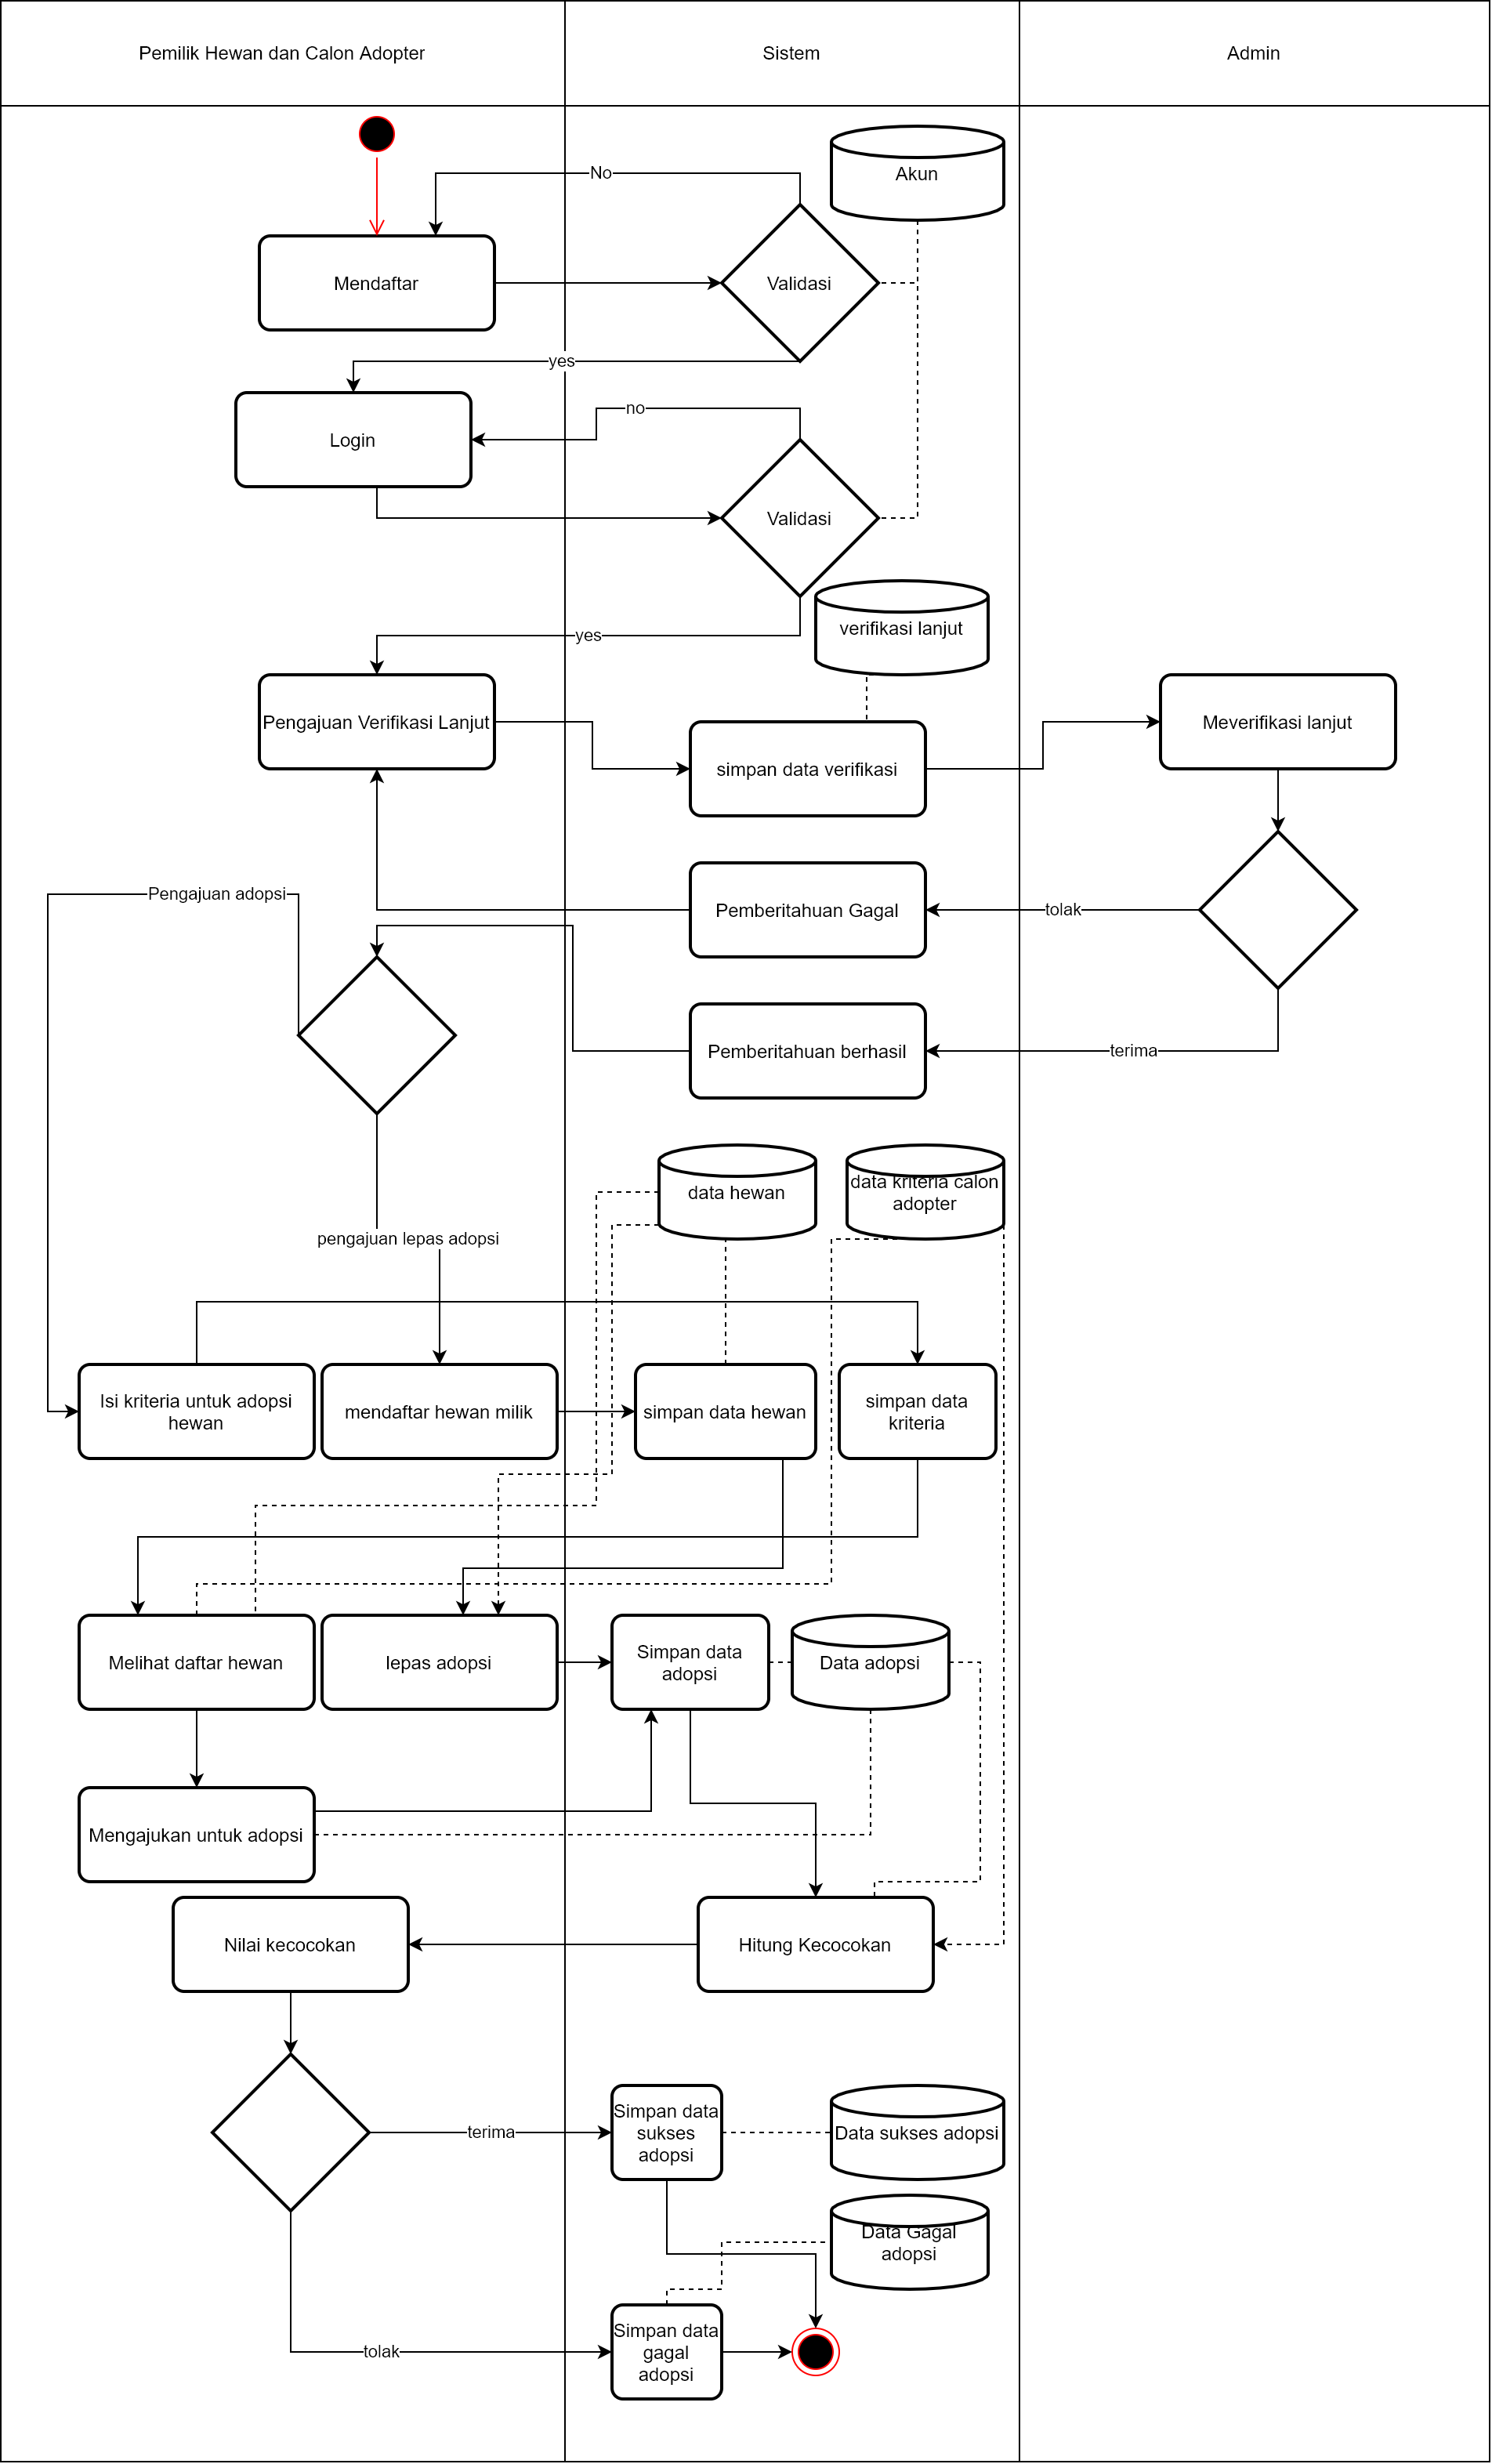 Pemilik Hewan dan Calon Adopter
Sistem
Admin
Akun
No
Mendaftar
Validasi
yes
no
Login
Validasi
verifikasi lanjut
yes
Pengajuan Verifikasi Lanjut
Meverifikasi lanjut
simpan data verifikasi
Pengajuan adopsi
Pemberitahuan Gagal
tolak
Pemberitahuan berhasil
terima
data hewan
data kriteria calon
adopter
pengajuan lepas adopsi
Isi kriteria untuk adopsi
hewan
mendaftar hewan milik
simpan data hewan
simpan data
kriteria
Melihat daftar hewan
lepas adopsi
Simpan data
adopsi
Data adopsi
Mengajukan untuk adopsi
Nilai kecocokan
Hitung Kecocokan
terima
Simpan data
sukses
adopsi
Data sukses adopsi
Data Gagal
adopsi
tolak
Simpan data
gagal
adopsi